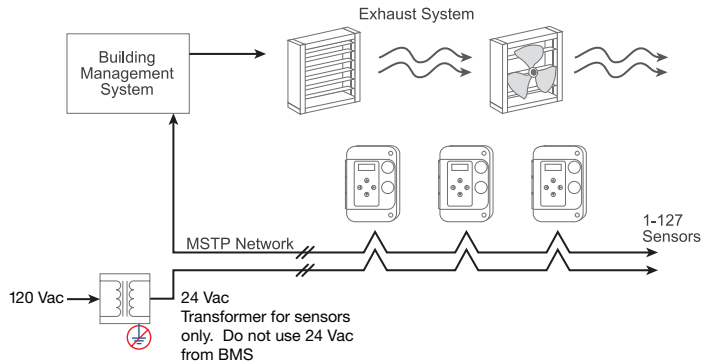 Exhaust System
Building
Management
System
MSTP Network
1-127
Sensors
120 Vac
24 Vac
Transformer for sensors
only.  Do not use 24 Vac
from BMS